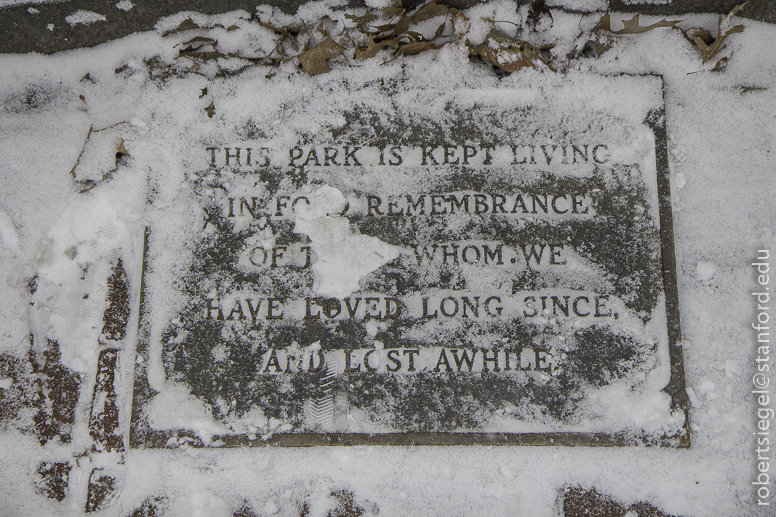 THIS PARK IS KEPT LIVING
IN REMEMBRANCE
OF WHOM WE
HAVE LOVED LONG SINCE,
AND LOST AWHILE.
robertsiegel@stanford.edu